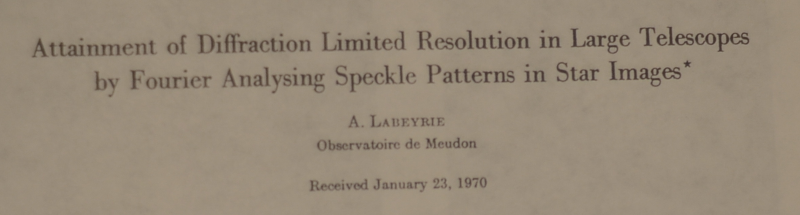 Attainment of Diffraction Limited Resolution in Large Telescopes
by Fourier Analysing Speckle Patterns in Star Images*
A. LABEYRIE
Observatoire de Meudon
Received January 23, 1970